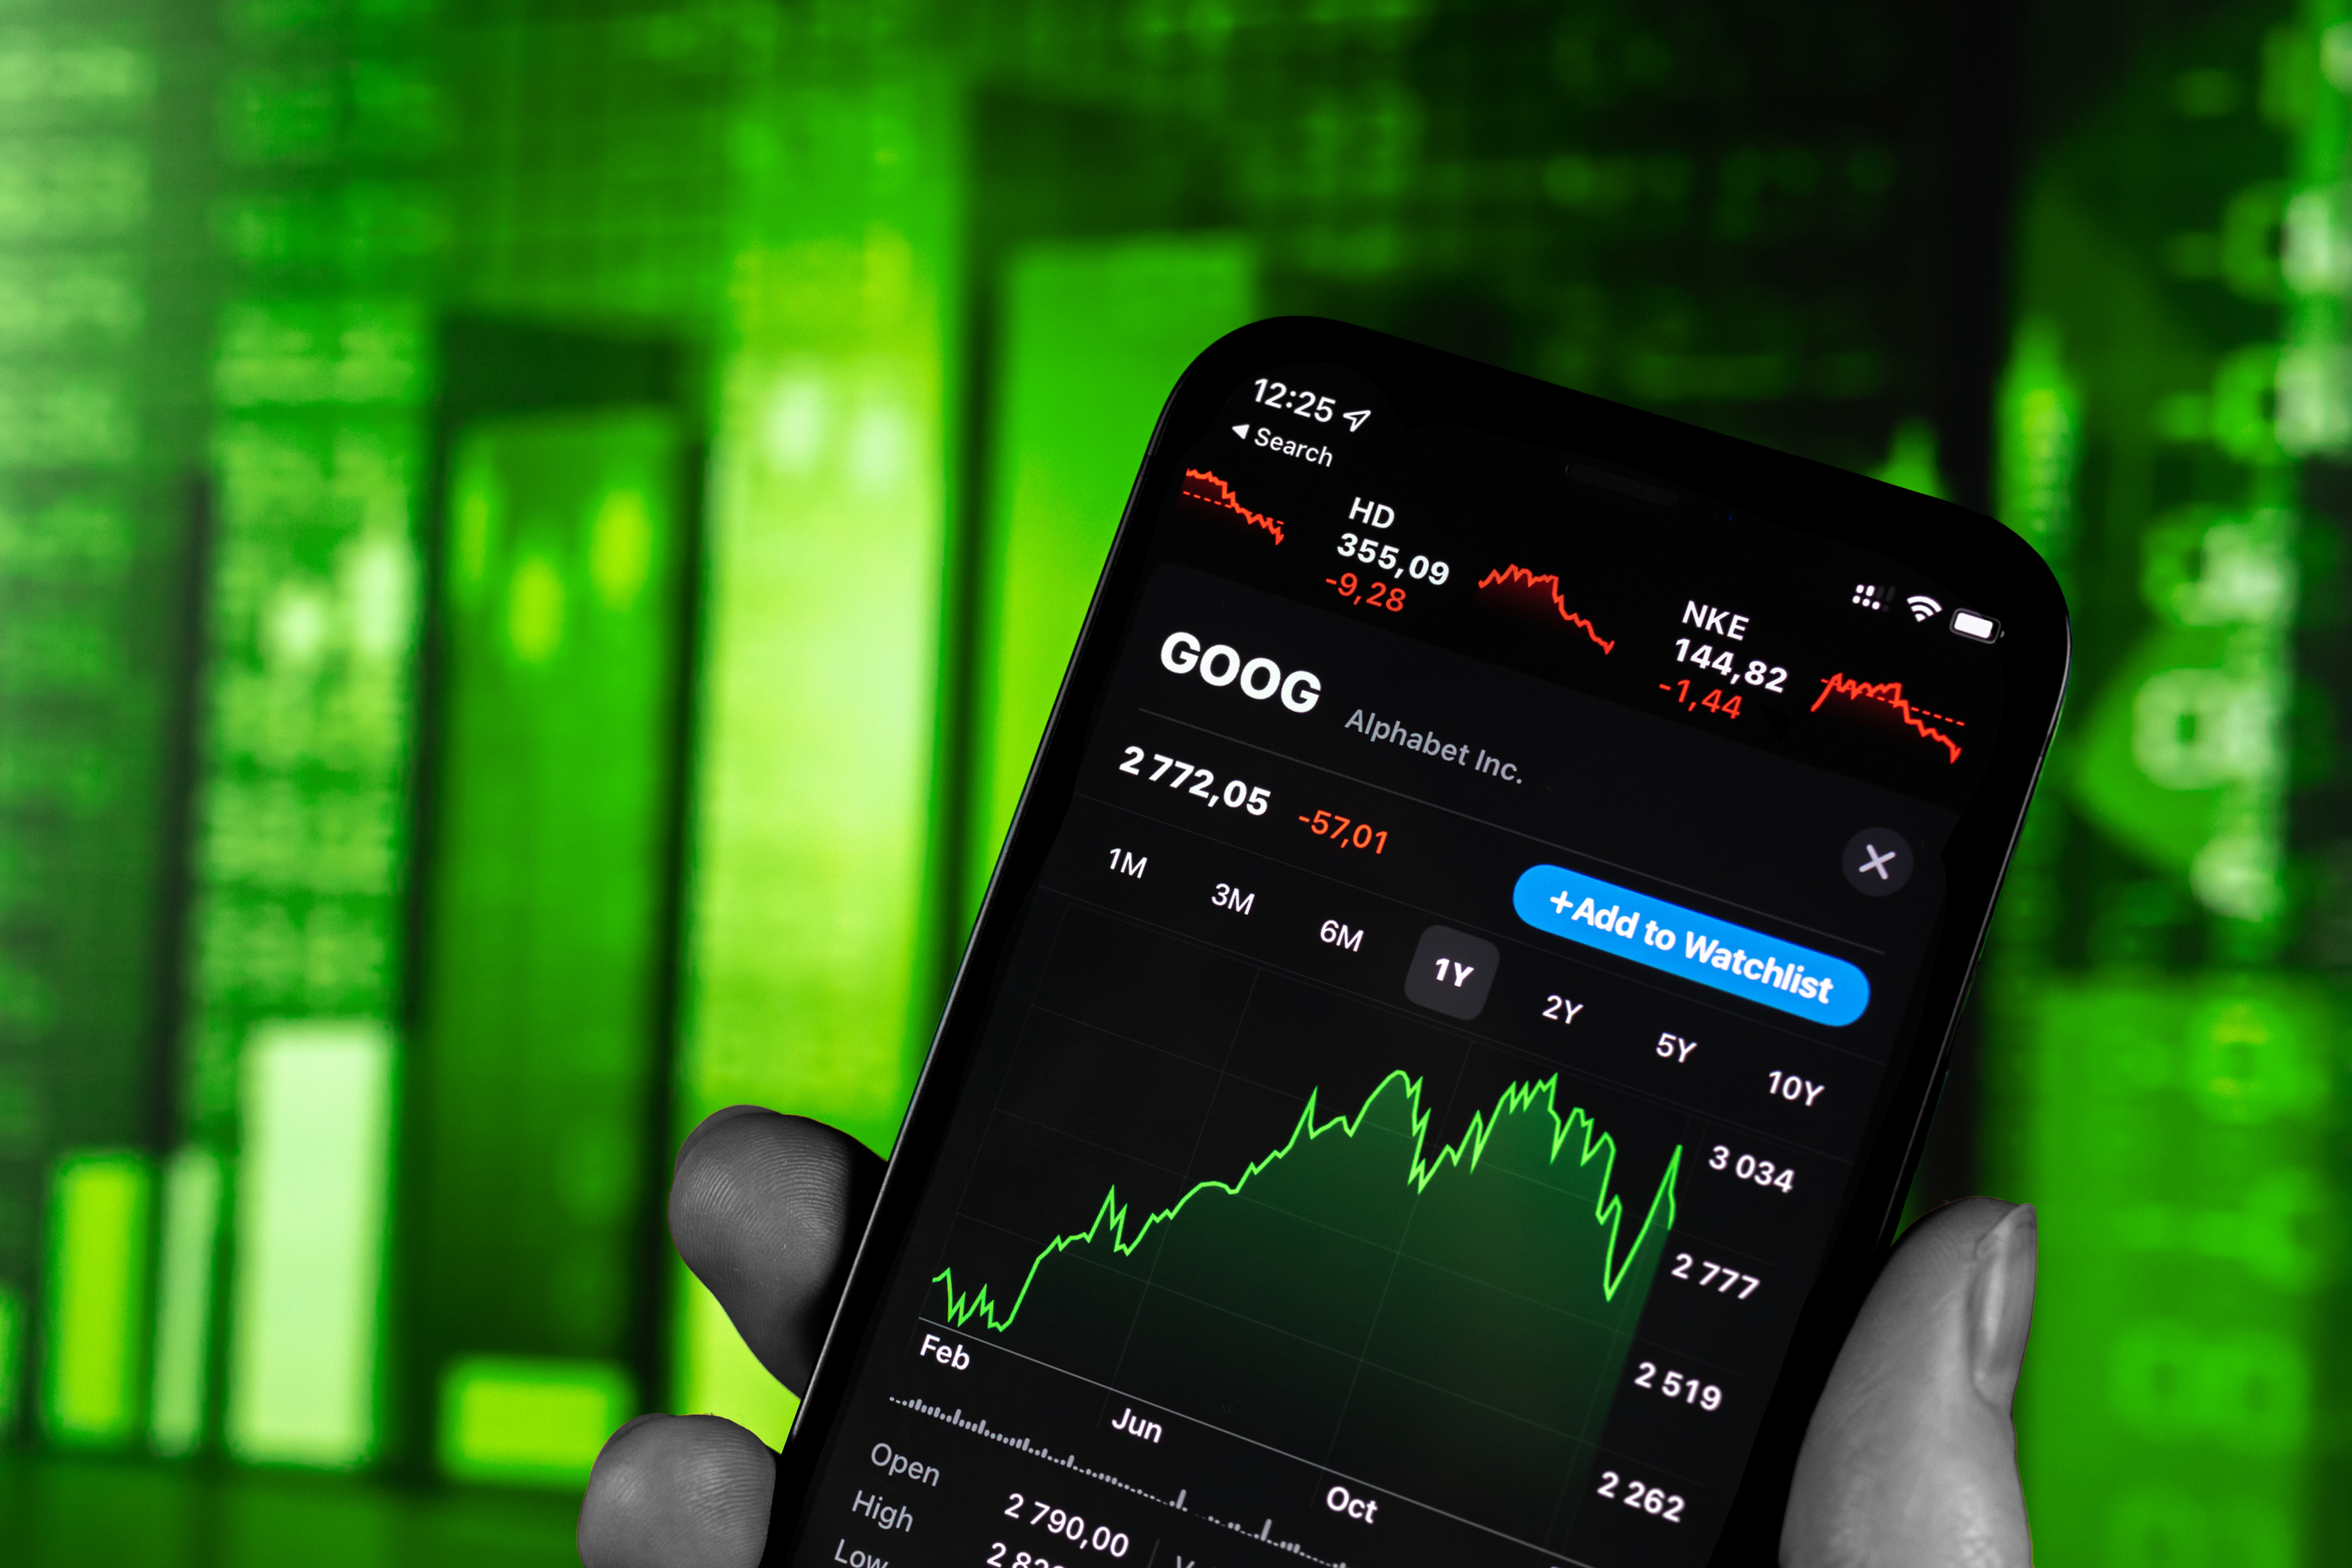 12:25
Search
HD
355,09
-9,28
NKE
144,82
-1,44
GOOG Alphabet Inc.
2 772,05 -57,01
+Add to Watchlist
1M 3M 6M 1Y 2Y 5Y 10Y
3 034
2 777
2 519
2 262
Feb Jun Oct
Open 2 790,00
High
Low